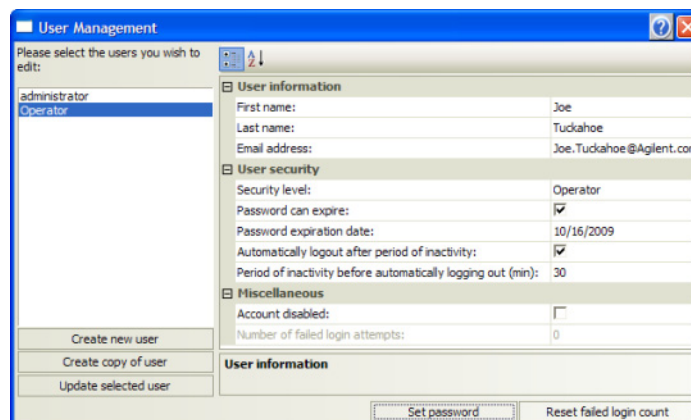 User Management
Please select the users you wish to
edit:
administrator
Operator
Create new user
Create copy of user
Update selected user
User information
First name: Joe
Last name: Tuckahoe
Email address: Joe.Tuckahoe@Agilent.com
User security
Security level: Operator
Password can expire:
Password expiration date: 10/16/2009
Automatically logout after period of inactivity:
Period of inactivity before automatically logging out (min): 30
Miscellaneous
Account disabled:
Number of failed login attempts: 0
User information
Set password
Reset failed login count